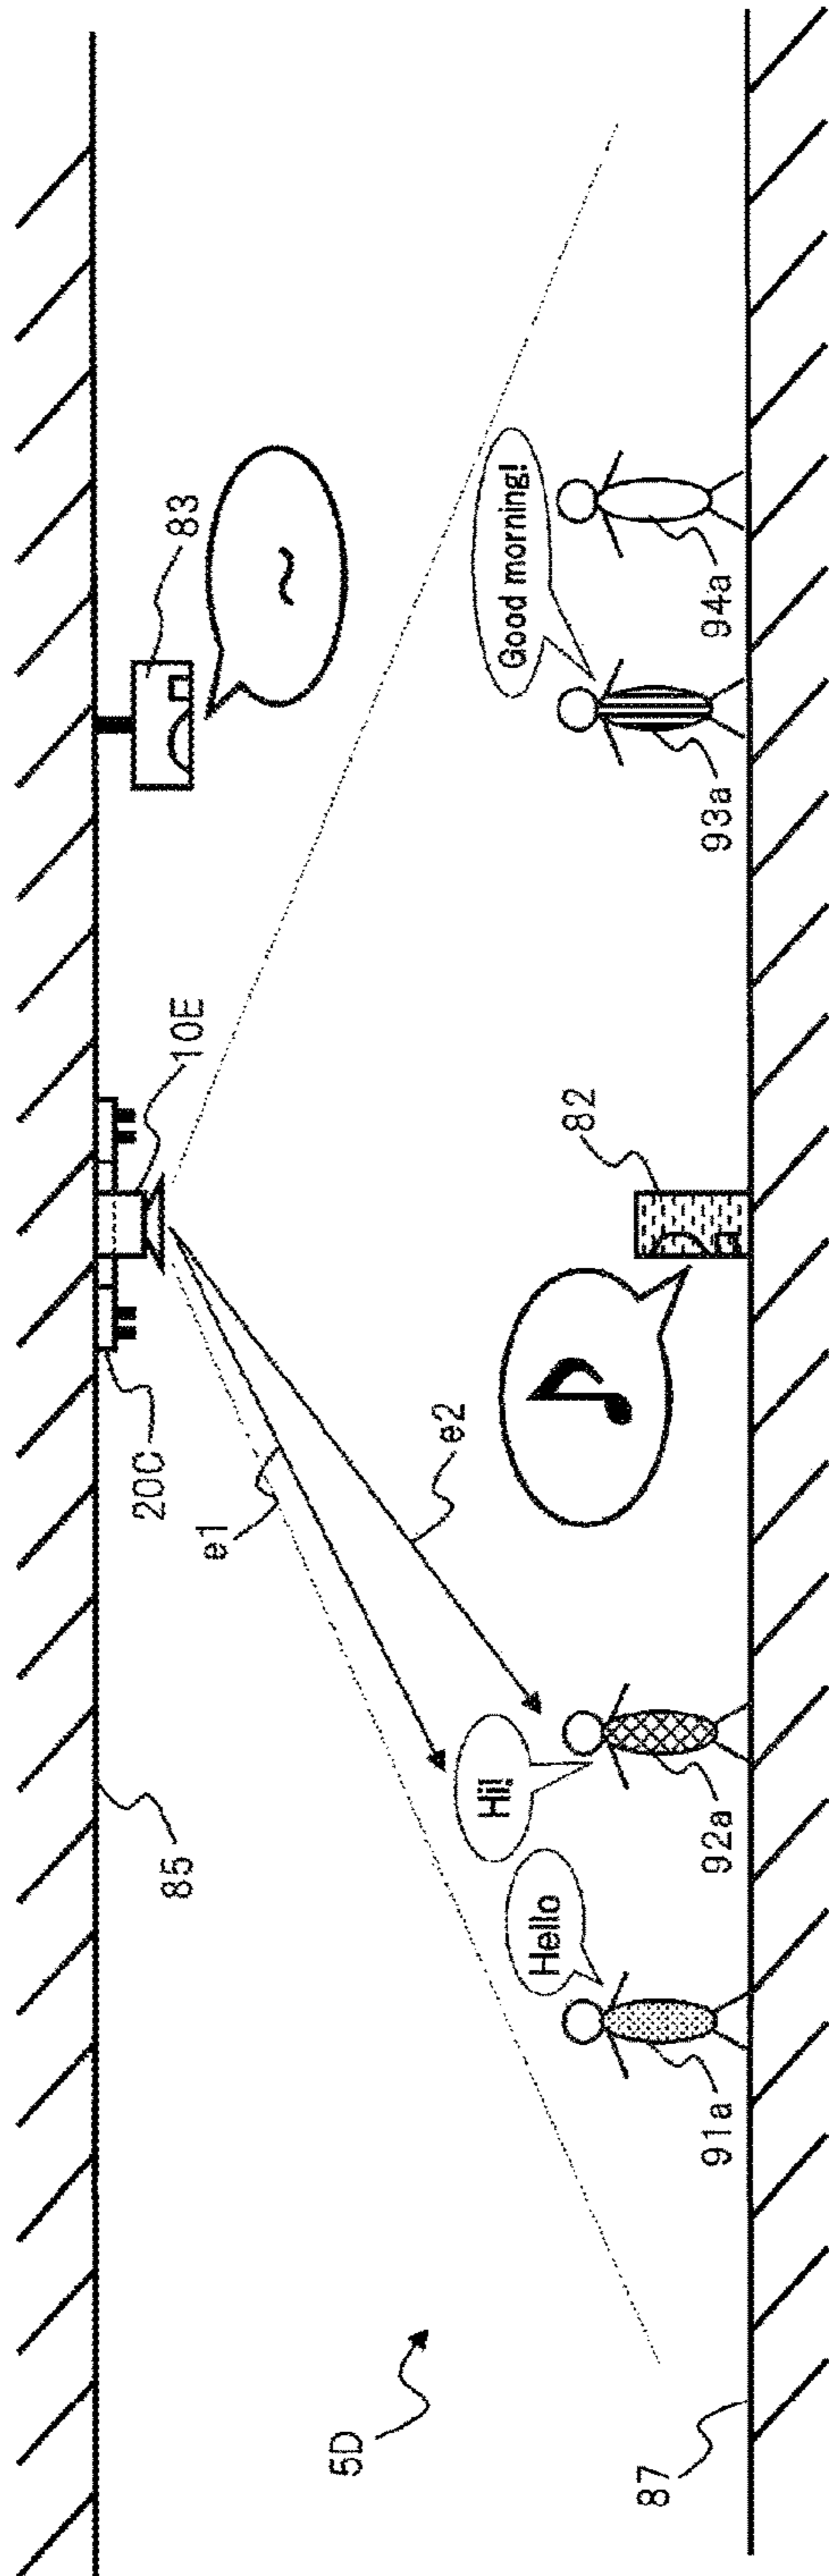 83
10E
20C
e1
e2
85
82
Good morning!
Hi!
Hello
94a
93a
92a
91a
5D
87